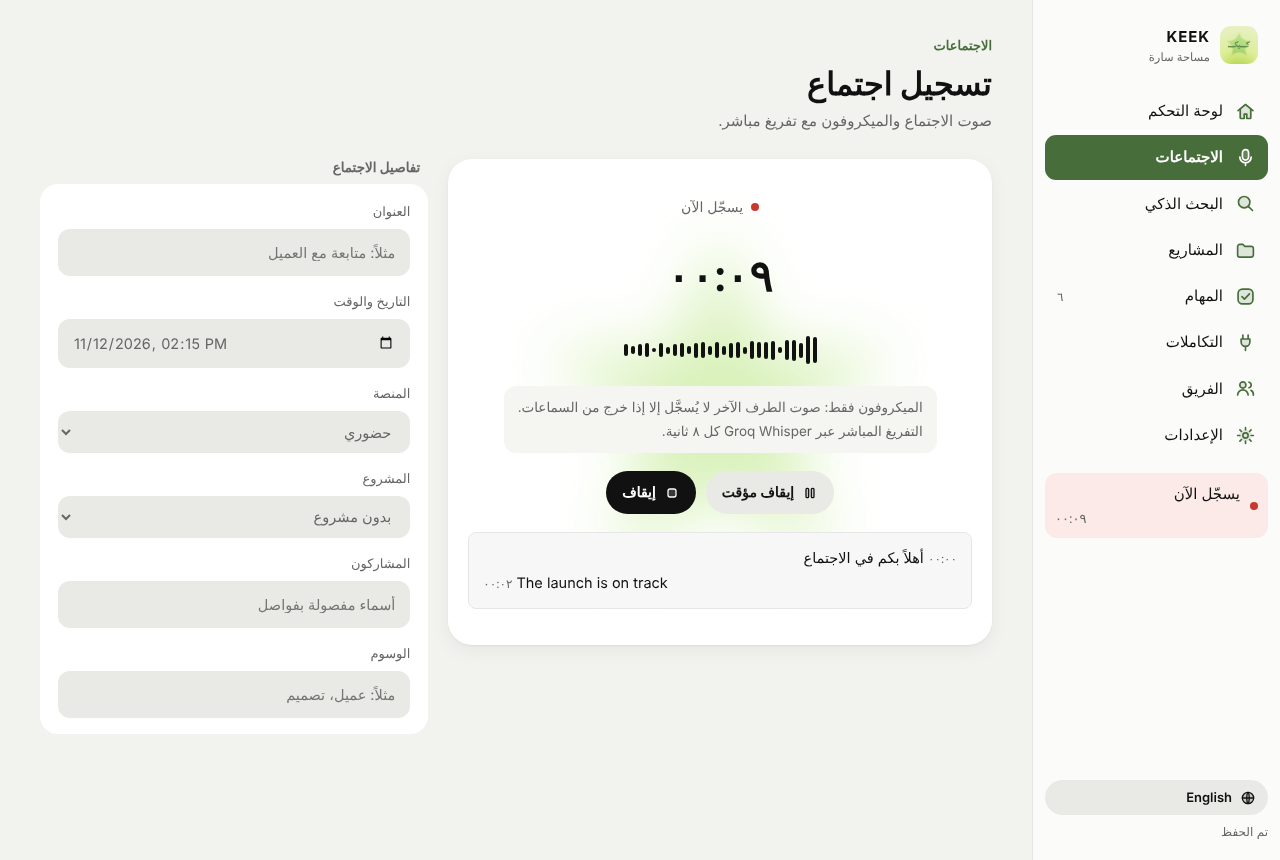 KEEK
مساحة سارة
لوحة التحكم
الاجتماعات
البحث الذكي
المشاريع
المهام
٦
التكاملات
الفريق
الإعدادات
يسجّل الآن
٠٠:٠٩
English
تم الحفظ
الاجتماعات
تسجيل اجتماع
صوت الاجتماع والميكروفون مع تفريغ مباشر.
يسجّل الآن
٠٠:٠٩
الميكروفون فقط: صوت الطرف الآخر لا يُسجَّل إلا إذا خرج من السماعات.
التفريغ المباشر عبر Groq Whisper كل ٨ ثانية.
إيقاف مؤقت
إيقاف
٠٠:٠٠ أهلاً بكم في الاجتماع
٠٠:٠٢ The launch is on track
تفاصيل الاجتماع
العنوان
مثلاً: متابعة مع العميل
التاريخ والوقت
11/12/2026, 02:15 PM
المنصة
حضوري
المشروع
بدون مشروع
المشاركون
أسماء مفصولة بفواصل
الوسوم
مثلاً: عميل، تصميم